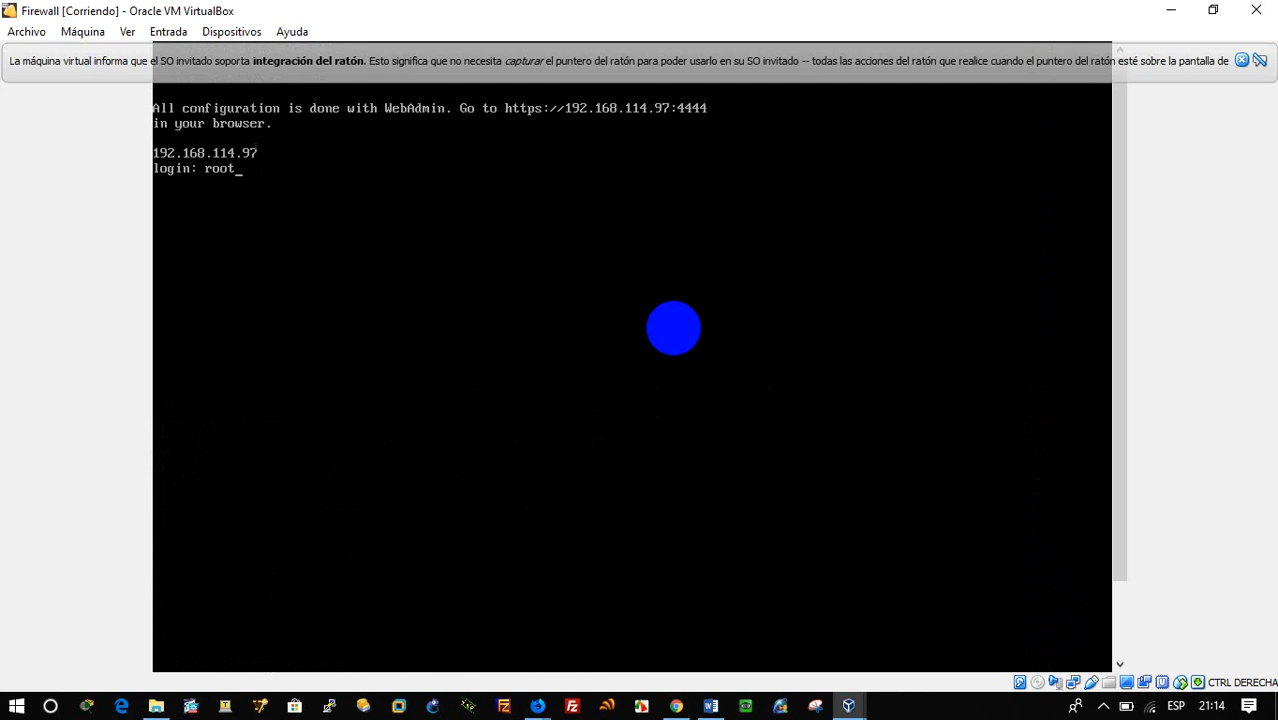 Firewall [Corriendo] - Oracle VM VirtualBox
Archivo Máquina Ver Entrada Dispositivos Ayuda
La máquina virtual informa que el SO invitado soporta integración del ratón. Esto significa que no necesita capturar el puntero del ratón para poder usarlo en su SO invitado -- todas las acciones del ratón que realice cuando el puntero del ratón esté sobre la pantalla de
All configuration is done with WebAdmin. Go to https://192.168.114.97:4444
in your browser.
192.168.114.97
login: root_
CTRL DERECHA
ESP 21:14